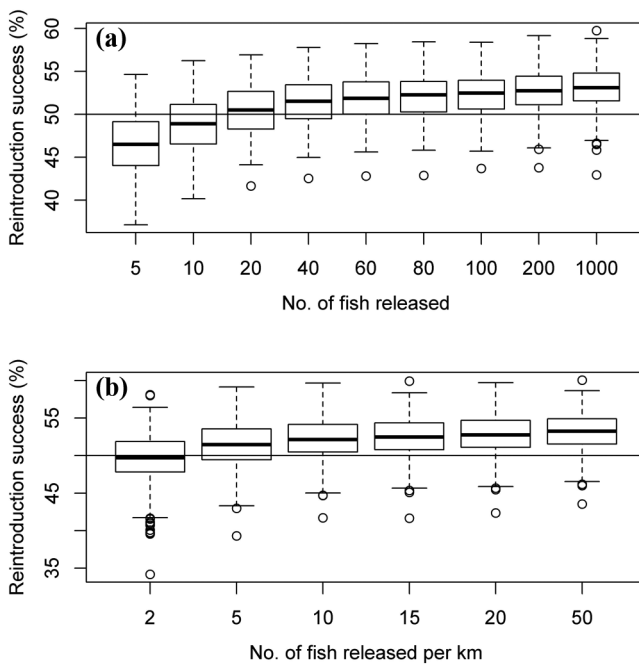 (a)
Reintroduction success (%)
60
55
50
45
40
5 10 20 40 60 80 100 200 1000
No. of fish released
(b)
Reintroduction success (%)
55
45
35
2 5 10 15 20 50
No. of fish released per km